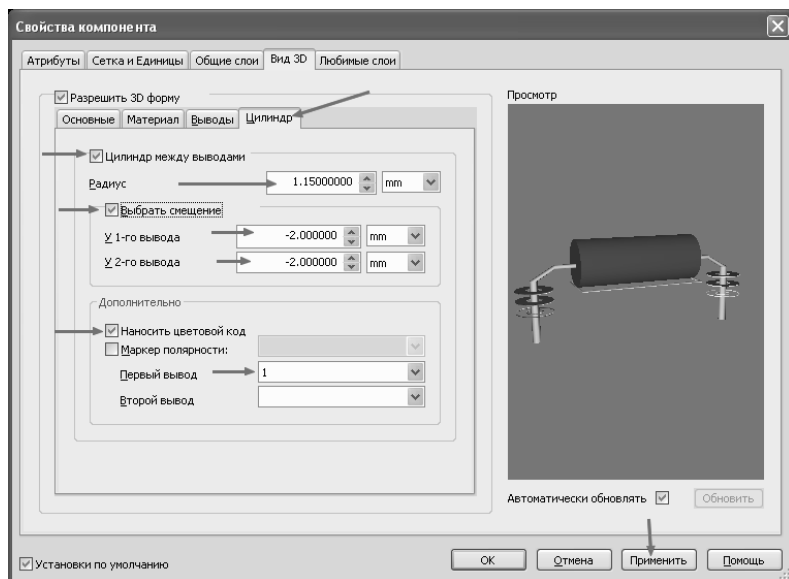 Свойства компонента
Атрибуты Сетка и Единицы Общие слои Вид 3D Любимые слои
Разрешить 3D форму
Просмотр
Основные Материал Выводы Цилиндр
Цилиндр между выводами
Радиус 1.15000000 mm
Выбрать смещение
У 1-го вывода -2.000000 mm
У 2-го вывода -2.000000 mm
Дополнительно
Наносить цветовой код
Маркер полярности:
Первый вывод 1
Второй вывод
Автоматически обновлять Обновить
Установки по умолчанию OK Отмена Применить Помощь